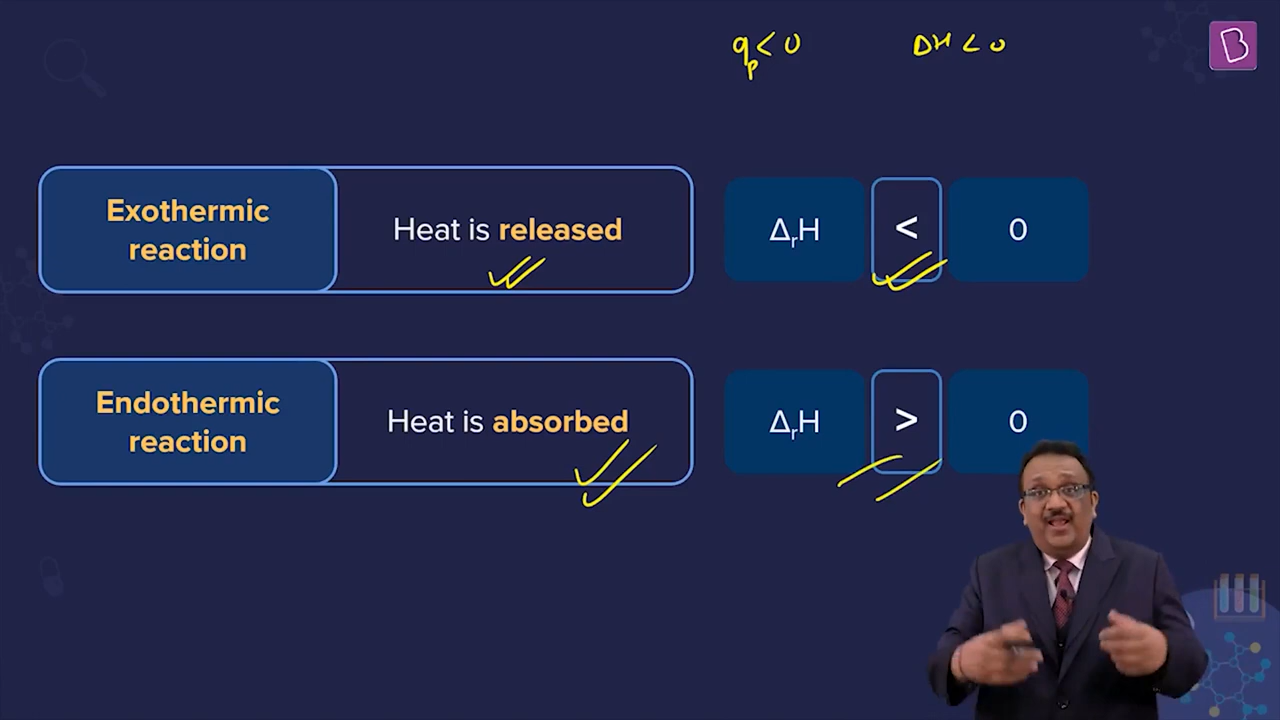 qp < 0 ΔH < 0
B
Exothermic
reaction
Heat is released
ΔrH < 0
Endothermic
reaction
Heat is absorbed
ΔrH > 0